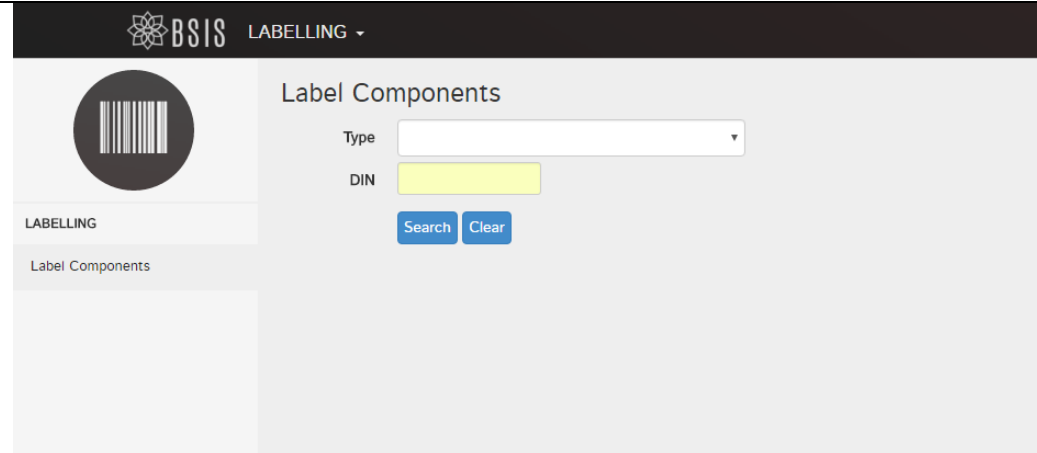 BSIS LABELLING
Label Components
Type
DIN
Search Clear
LABELLING
Label Components